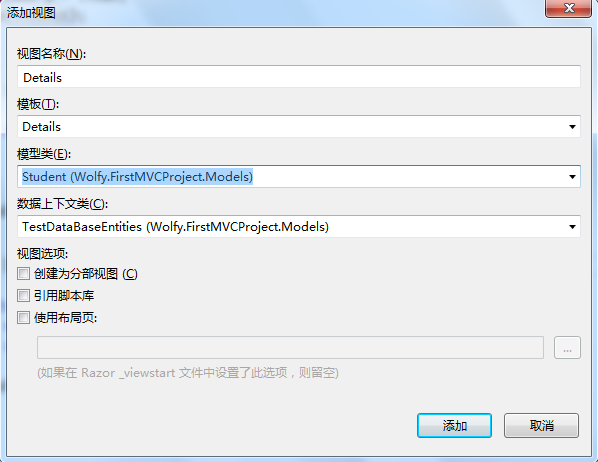 添加视图
视图名称(N):
Details
模板(T):
Details
模型类(E):
Student (Wolfy.FirstMVCProject.Models)
数据上下文类(C):
TestDataBaseEntities (Wolfy.FirstMVCProject.Models)
视图选项:
创建为分部视图 (C)
引用脚本库
使用布局页:
...
(如果在 Razor _viewstart 文件中设置了此选项，则留空)
添加 取消